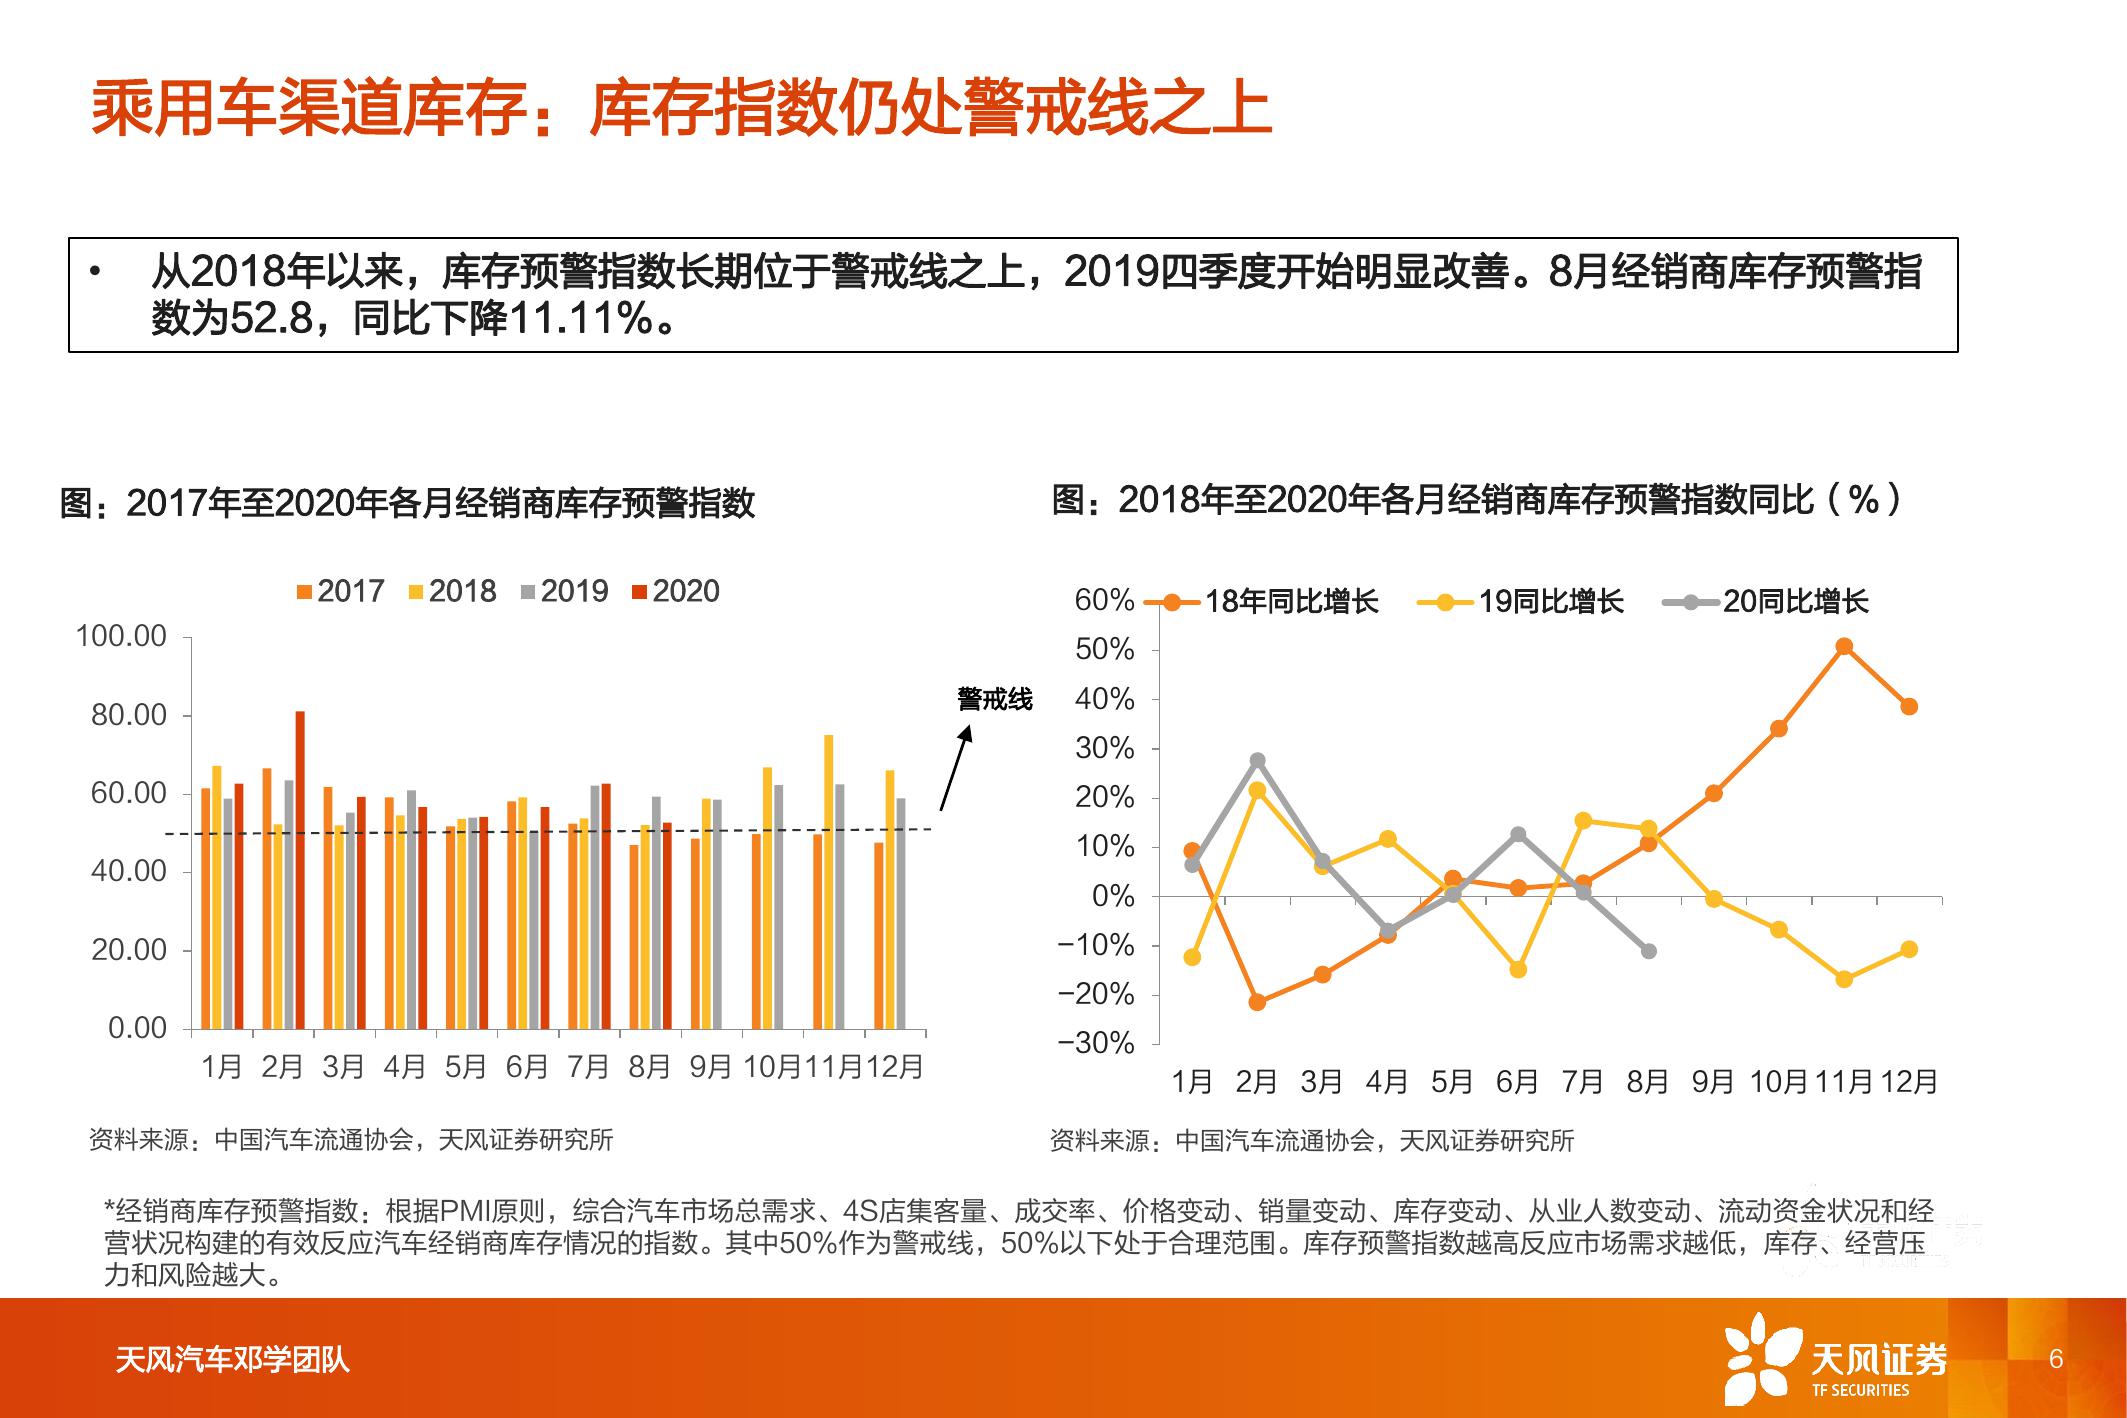 乘用车渠道库存：库存指数仍处警戒线之上
• 从2018年以来，库存预警指数长期位于警戒线之上，2019四季度开始明显改善。8月经销商库存预警指
数为52.8，同比下降11.11%。
图：2017年至2020年各月经销商库存预警指数
2017 2018 2019 2020
100.00
80.00
60.00
40.00
20.00
0.00
警戒线
1月 2月 3月 4月 5月 6月 7月 8月 9月 10月 11月 12月
资料来源：中国汽车流通协会，天风证券研究所
图：2018年至2020年各月经销商库存预警指数同比（%）
18年同比增长 19同比增长 20同比增长
60%
50%
40%
30%
20%
10%
0%
−10%
−20%
−30%
1月 2月 3月 4月 5月 6月 7月 8月 9月 10月 11月 12月
资料来源：中国汽车流通协会，天风证券研究所
*经销商库存预警指数：根据PMI原则，综合汽车市场总需求、4S店集客量、成交率、价格变动、销量变动、库存变动、从业人数变动、流动资金状况和经
营状况构建的有效反应汽车经销商库存情况的指数。其中50%作为警戒线，50%以下处于合理范围。库存预警指数越高反应市场需求越低，库存、经营压
力和风险越大。
天风汽车邓学团队
天风证券
TF SECURITIES
6